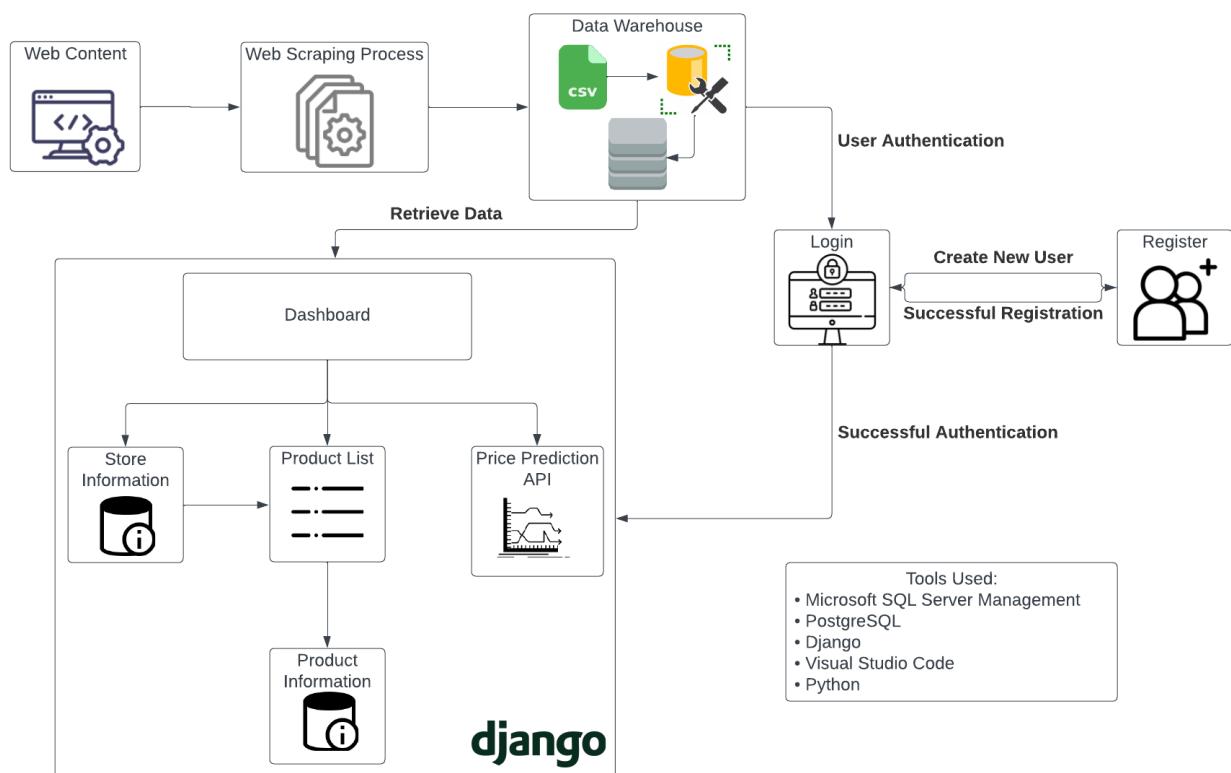 Web Content
Web Scraping Process
Data Warehouse
CSV
User Authentication
Retrieve Data
Login
Create New User
Successful Registration
Register
Dashboard
Successful Authentication
Store
Information
Product List
Price Prediction
API
Product
Information
django
Tools Used:
• Microsoft SQL Server Management
• PostgreSQL
• Django
• Visual Studio Code
• Python